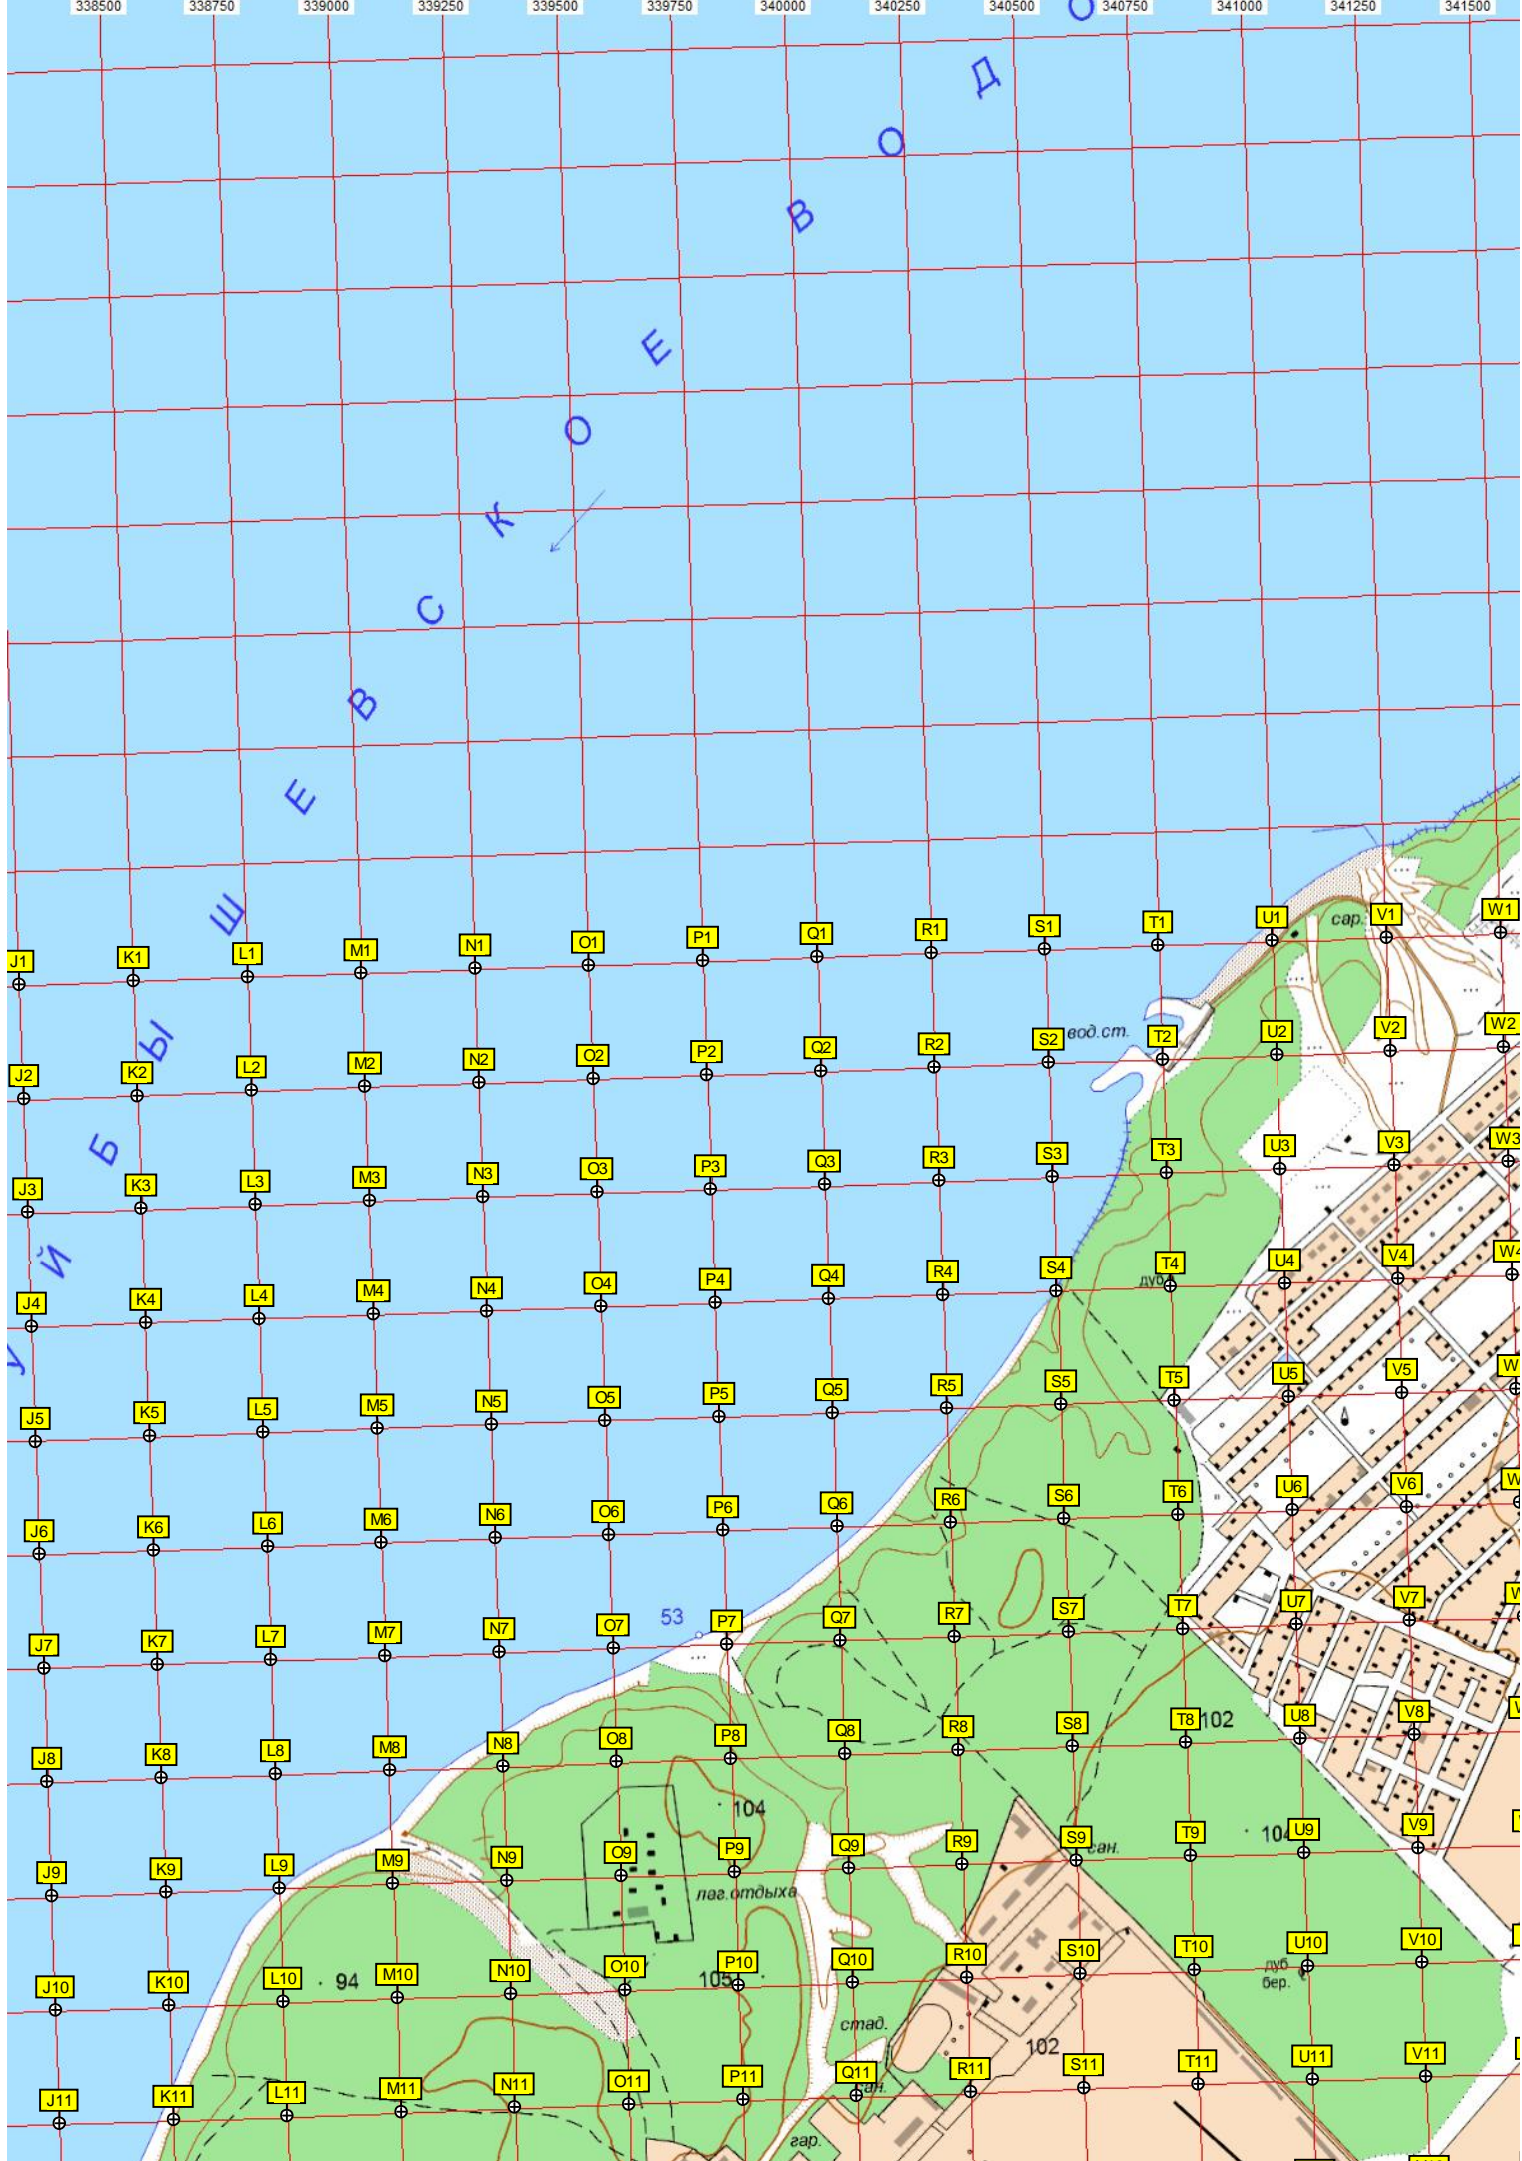 338500 338750 339000 339250 339500 339750 340000 340250 340500 340750 341000 341250 341500
УЙБЫШЕВСКОЕ ВОДО
J1 K1 L1 M1 N1 O1 P1 Q1 R1 S1 T1 U1 V1 W1
сар.
J2 K2 L2 M2 N2 O2 P2 Q2 R2 S2 T2 U2 V2 W2
вод.ст.
J3 K3 L3 M3 N3 O3 P3 Q3 R3 S3 T3 U3 V3 W3
J4 K4 L4 M4 N4 O4 P4 Q4 R4 S4 T4 U4 V4 W4
дуб
J5 K5 L5 M5 N5 O5 P5 Q5 R5 S5 T5 U5 V5 W
J6 K6 L6 M6 N6 O6 P6 Q6 R6 S6 T6 U6 V6 W
53
J7 K7 L7 M7 N7 O7 P7 Q7 R7 S7 T7 U7 V7 W
J8 K8 L8 M8 N8 O8 P8 Q8 R8 S8 T8 U8 V8 W
102
104
J9 K9 L9 M9 N9 O9 P9 Q9 R9 S9 T9 U9 V9
сан.
104
лаг.отдыха
J10 K10 L10 M10 N10 O10 P10 Q10 R10 S10 T10 U10 V10
94
105
дуб
бер.
стад.
102
J11 K11 L11 M11 N11 O11 P11 Q11 R11 S11 T11 U11 V11
гар.